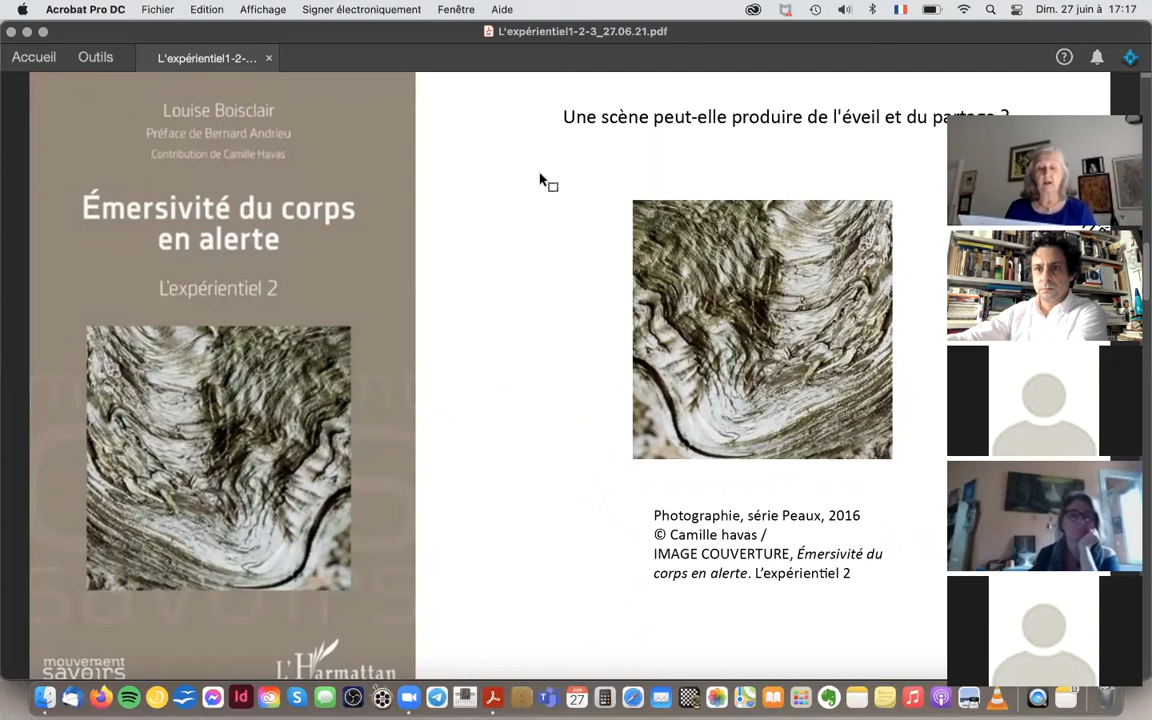 Acrobat Pro DC Fichier Edition Affichage Signer électroniquement Fenêtre Aide Dim. 27 juin à 17:17
L'expérientiel1-2-3_27.06.21.pdf
Accueil Outils L'expérientiel1-2-... ×
Louise Boisclair
Préface de Bernard Andrieu
Contribution de Camille Havas
Émersivité du corps
en alerte
L'expérientiel 2
mouvement
savoirs
L'Harmattan
Une scène peut-elle produire de l'éveil et du partage ?
Photographie, série Peaux, 2016
© Camille havas /
IMAGE COUVERTURE, Émersivité du
corps en alerte. L'expérientiel 2